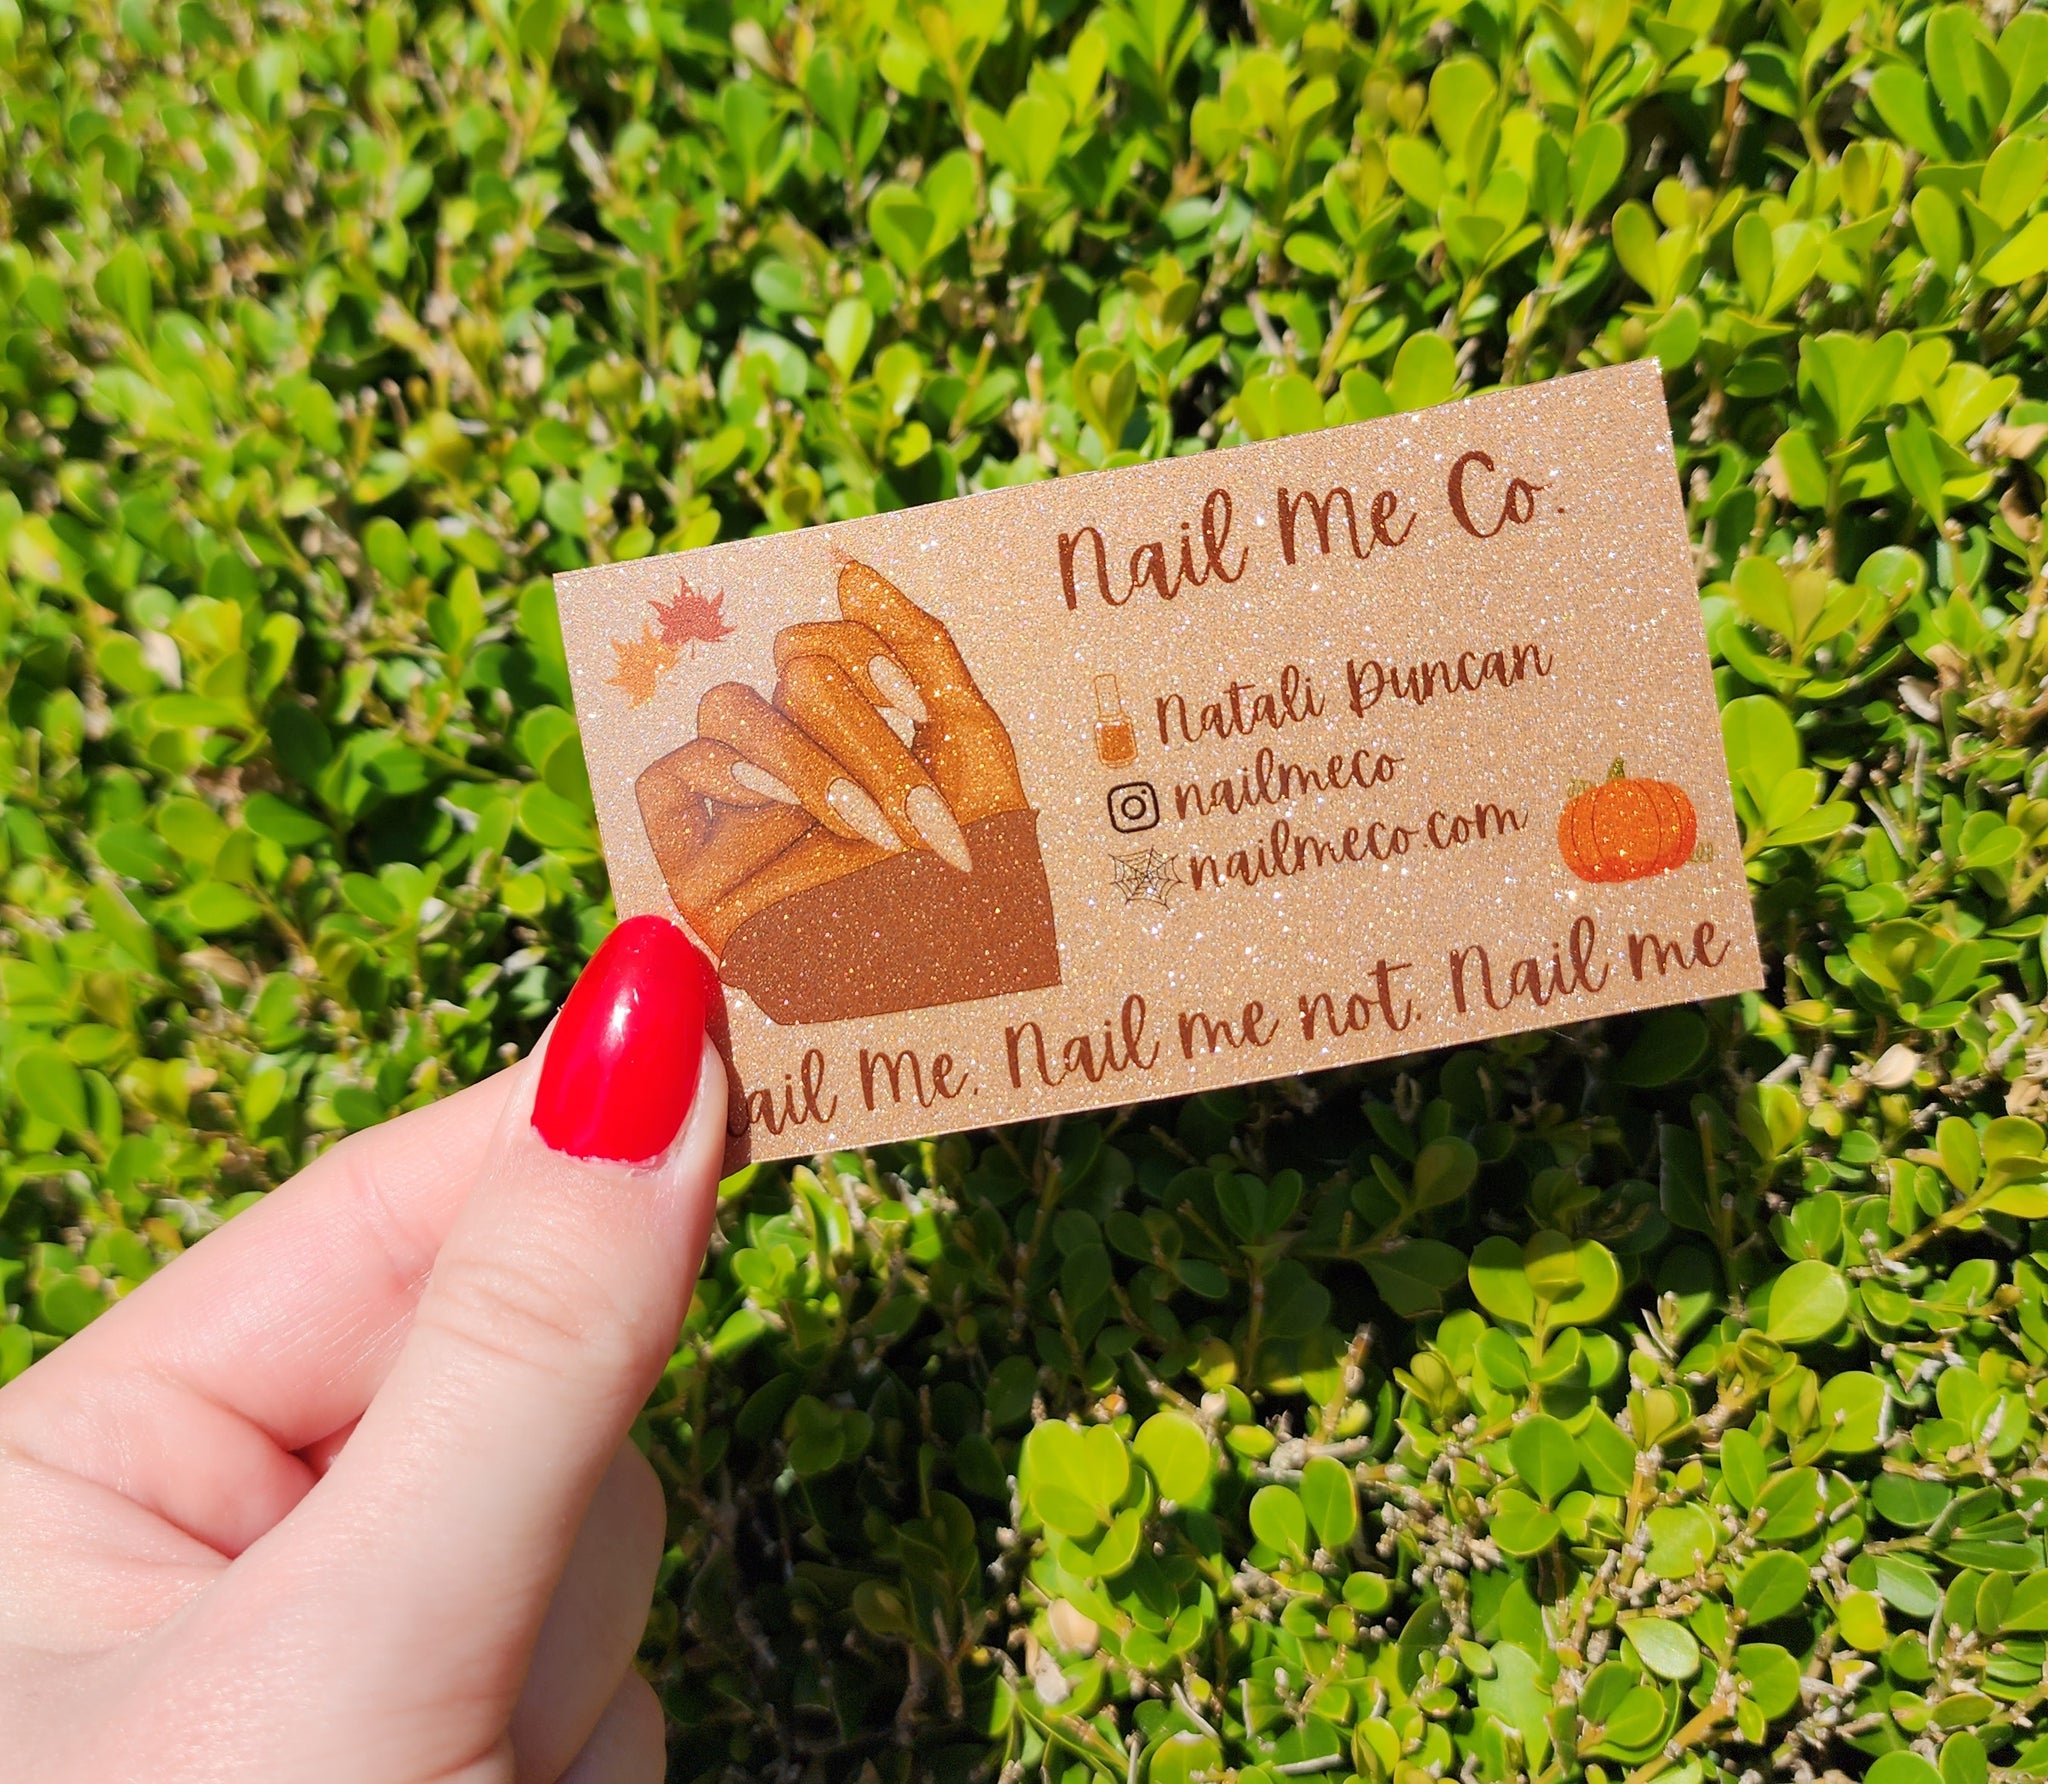 Nail Me Co.
Natali Duncan
nailmeco
nailmeco.com
ail Me. Nail me not. Nail me